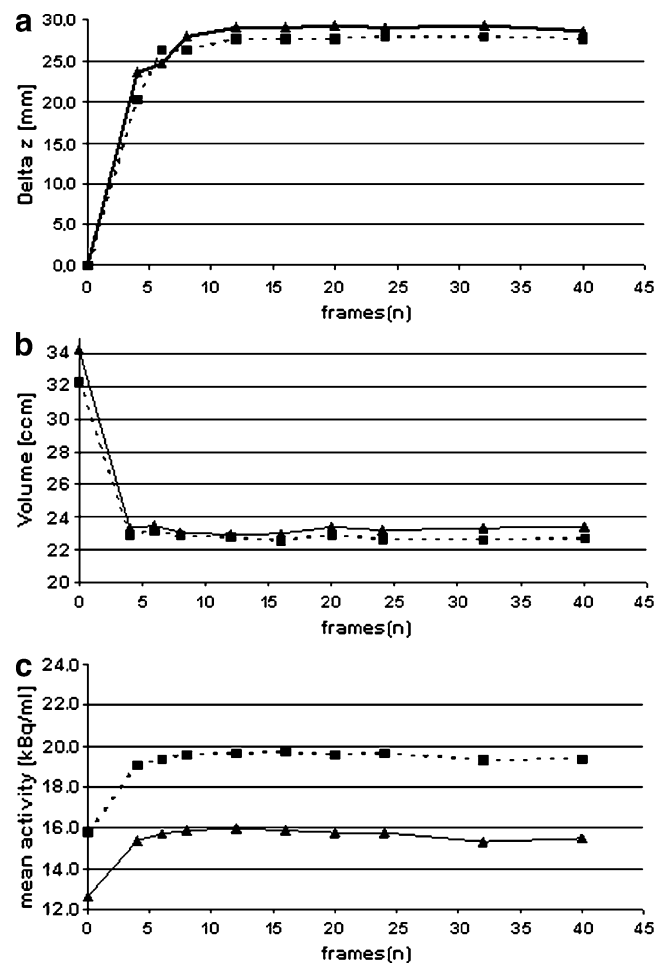 a
Delta z [mm]
30.0
25.0
20.0
15.0
10.0
5.0
0.0
0 5 10 15 20 25 30 35 40 45
frames(n)
b
Volume [ccm]
34
32
30
28
26
24
22
20
0 5 10 15 20 25 30 35 40 45
frames(n)
c
mean activity [kBq/ml]
24.0
22.0
20.0
18.0
16.0
14.0
12.0
0 5 10 15 20 25 30 35 40 45
frames(n)